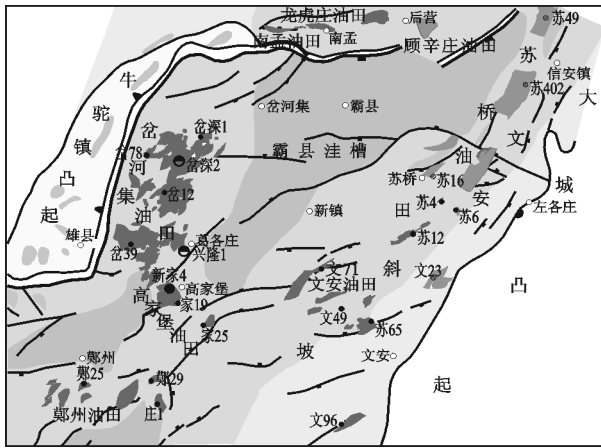 龙虎庄油田
后营
苏49
南孟油田
南孟
顾辛庄油田
苏桥油田
信安镇
苏402
大城凸起
牛驼镇凸起
岔河集
霸县
岔河集油田
岔深1
岔78
岔深2
霸县洼槽
文安斜坡
苏桥
苏16
岔12
苏4
苏6
左各庄
新镇
雄县
岔39
葛各庄
兴隆1
苏12
文71
文23
新家4
高家堡
文安油田
高家堡油田
家19
文49
家25
苏65
鄚州
文安
鄚25
鄚29
鄚州油田
庄1
文96